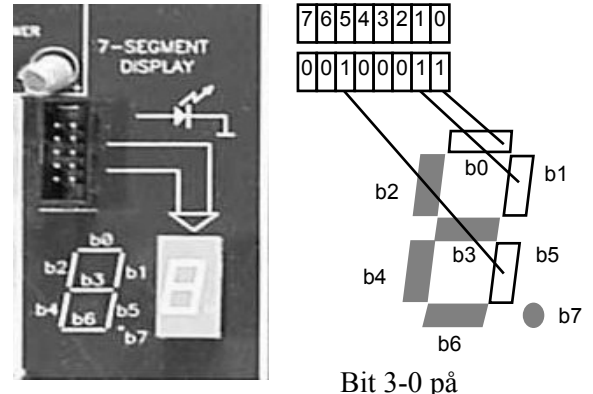 OWER
7-SEGMENT
DISPLAY
b0
b2
b3
b1
b4
b6
b5
b7
7 6 5 4 3 2 1 0
0 0 1 0 0 0 1 1
b0
b1
b2
b3
b5
b4
b7
b6
Bit 3-0 på